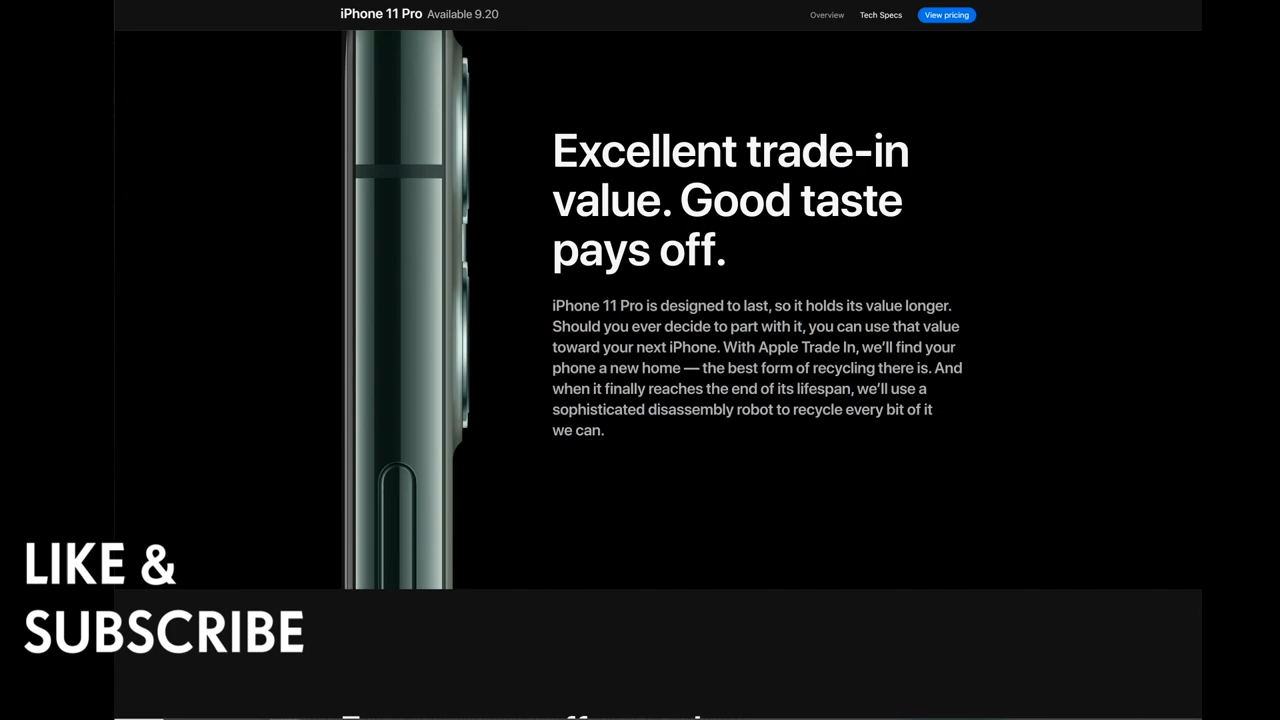 iPhone 11 Pro Available 9.20
Overview
Tech Specs
View pricing
Excellent trade-in
value. Good taste
pays off.
iPhone 11 Pro is designed to last, so it holds its value longer.
Should you ever decide to part with it, you can use that value
toward your next iPhone. With Apple Trade In, we’ll find your
phone a new home — the best form of recycling there is. And
when it finally reaches the end of its lifespan, we’ll use a
sophisticated disassembly robot to recycle every bit of it
we can.
LIKE &
SUBSCRIBE